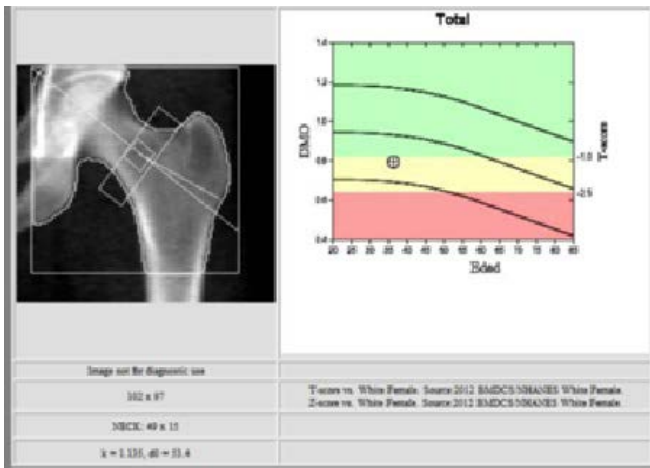 Total
1.4
1.2
1.0
0.8
0.6
0.4
DMO
T-score
-1.0
-2.5
20 25 30 35 40 45 50 55 60 65 70 75 80 85
Edad
Image not for diagnostic use
102 x 97
NECK: 49 x 15
k = 1.135, d0 = 51.4
T-score vs. White Female. Source:2012 BMDCS/NHANES White Female.
Z-score vs. White Female. Source:2012 BMDCS/NHANES White Female.